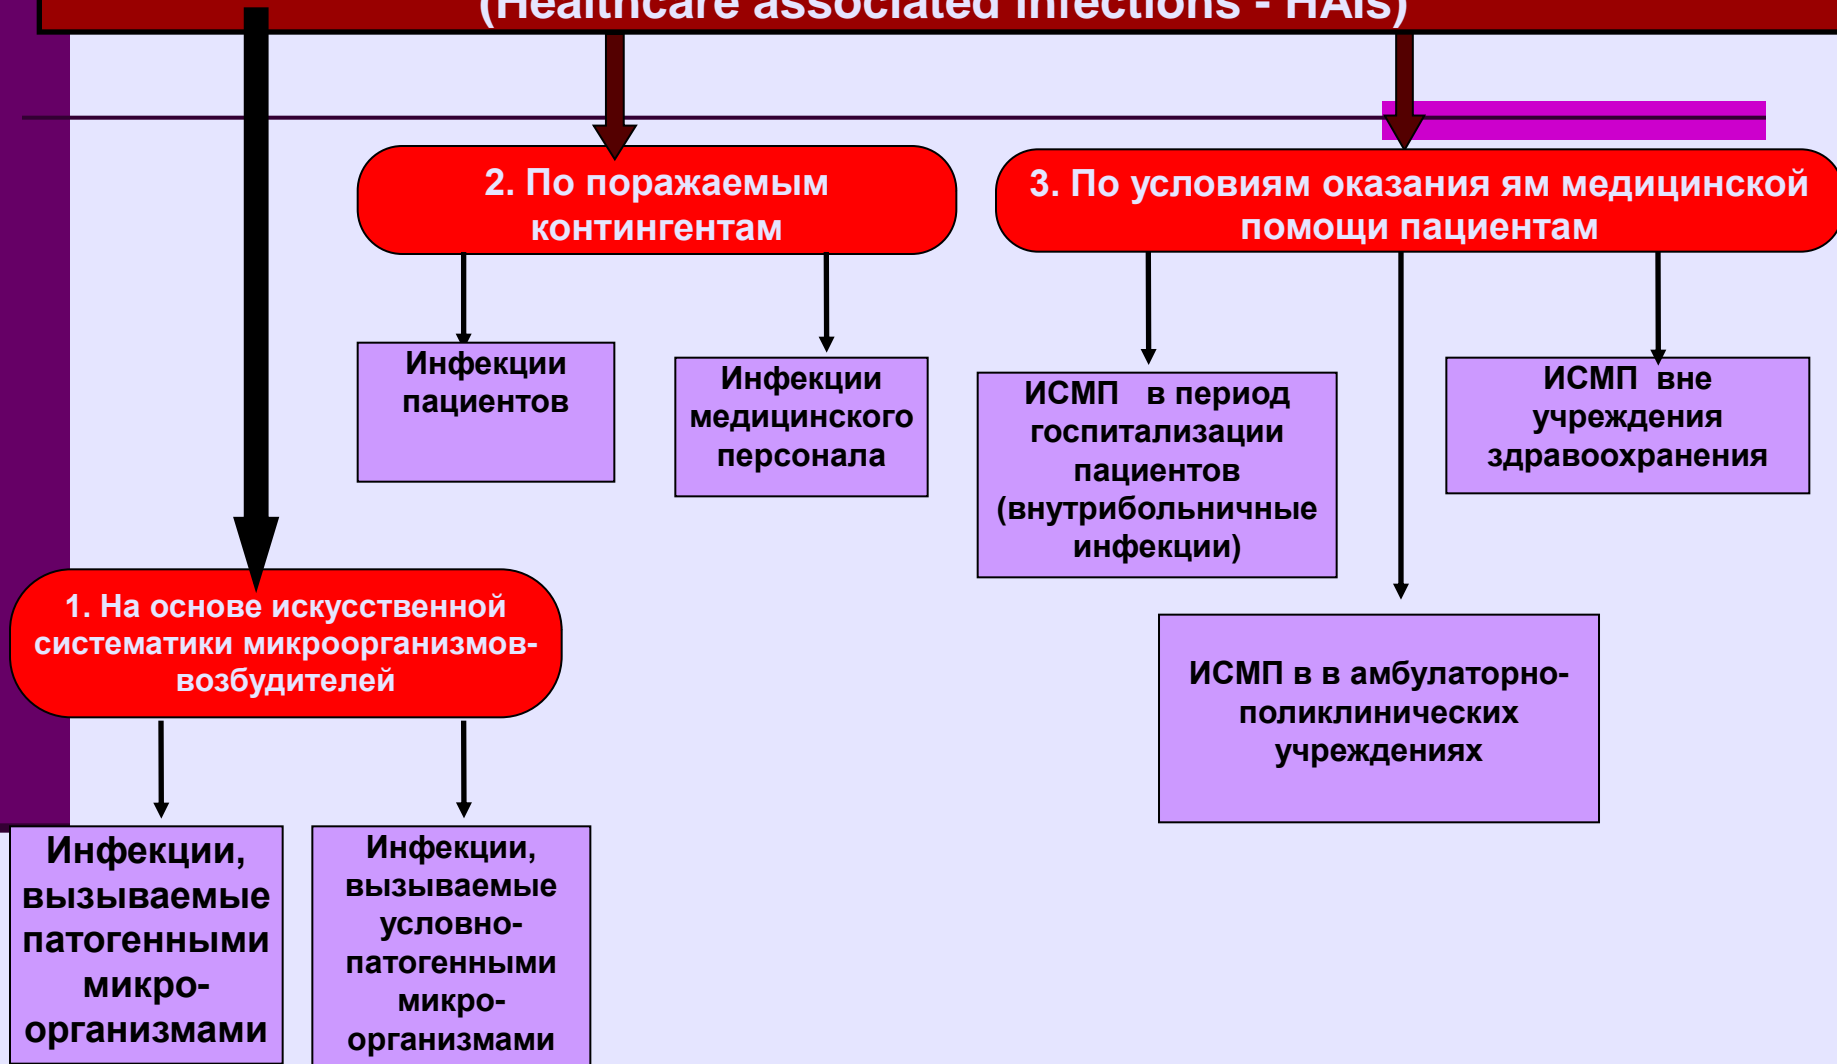 (Healthcare associated infections - HAIs)
2. По поражаемым
контингентам
3. По условиям оказания ям медицинской
помощи пациентам
Инфекции
пациентов
Инфекции
медицинского
персонала
ИСМП в период
госпитализации
пациентов
(внутрибольничные
инфекции)
ИСМП вне
учреждения
здравоохранения
1. На основе искусственной
систематики микроорганизмов-
возбудителей
ИСМП в в амбулаторно-
поликлинических
учреждениях
Инфекции,
вызываемые
патогенными
микро-
организмами
Инфекции,
вызываемые
условно-
патогенными
микро-
организмами